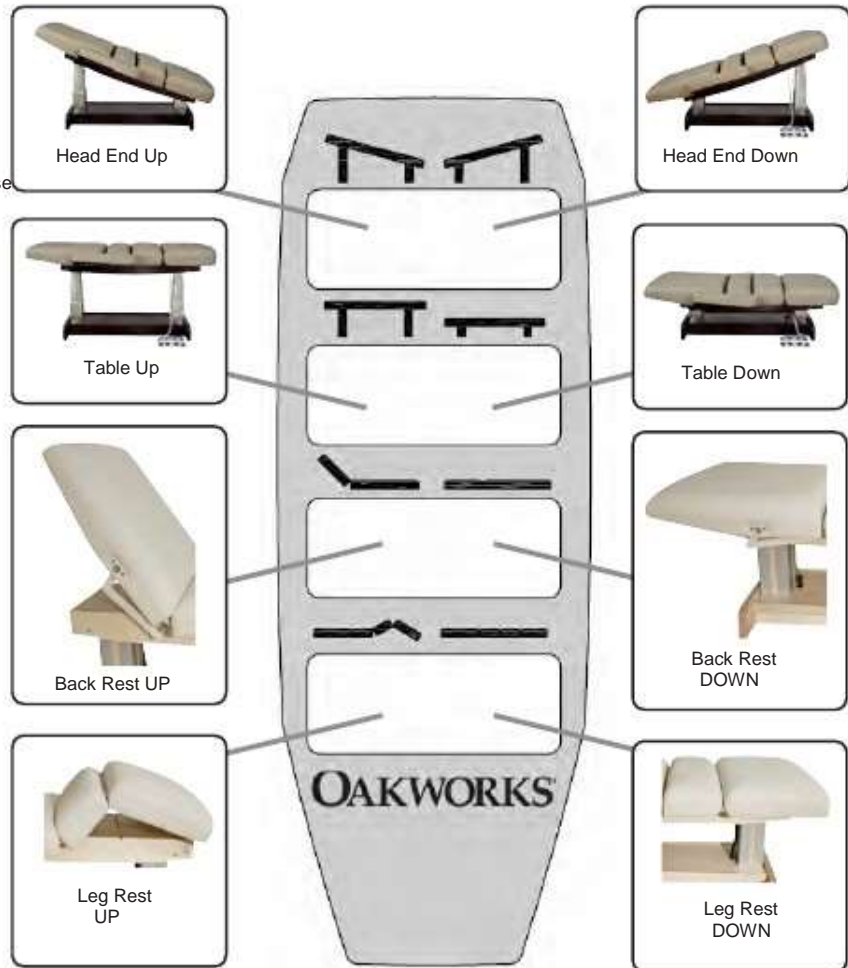 Head End Up
Head End Down
se
Table Up
Table Down
Back Rest UP
Back Rest
DOWN
OAKWORKS
Leg Rest
UP
Leg Rest
DOWN